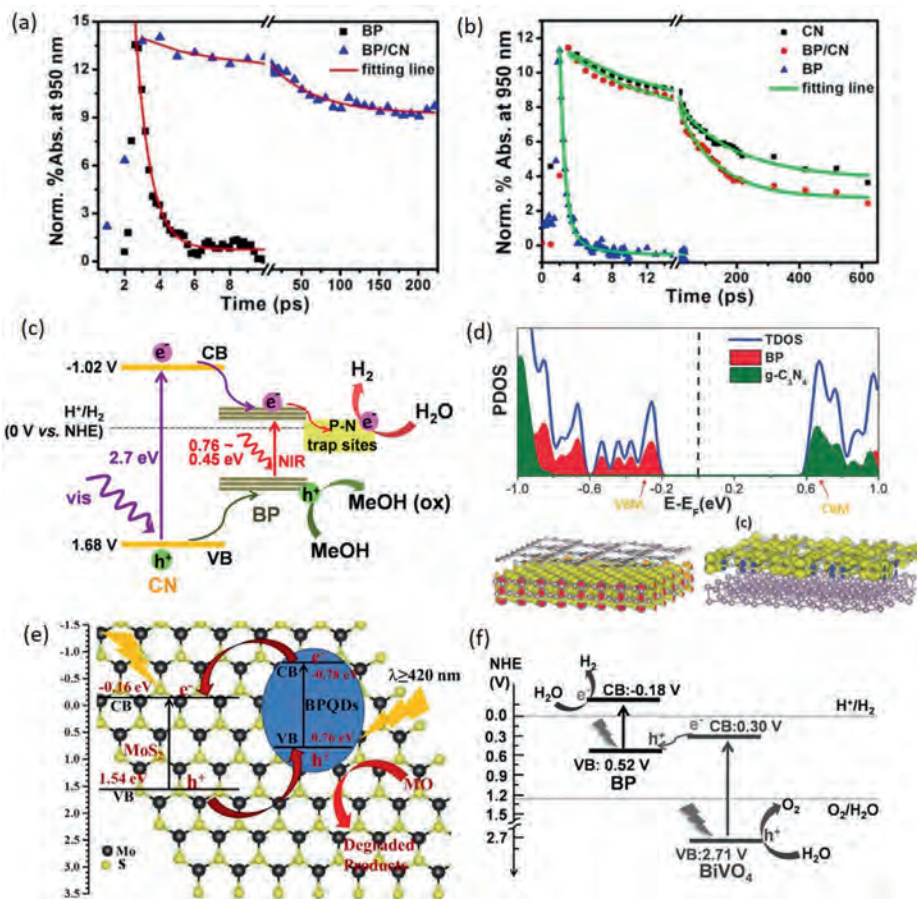 (a)
Norm. %Abs. at 950 nm
15
12
9
6
3
0
BP
BP/CN
fitting line
2 4 6 8 50 100 150 200
Time (ps)
(b)
Norm. % Abs. at 950 nm
12
10
8
6
4
2
0
CN
BP/CN
BP
fitting line
0 4 8 12 200 400 600
Time (ps)
(c)
-1.02 V
e⁻
CB
H₂
H⁺/H₂
(0 V vs. NHE)
e⁻
P-N
trap sites
e⁻
H₂O
2.7 eV
0.76 ~
0.45 eV
NIR
vis
h⁺
MeOH (ox)
BP
MeOH
1.68 V
h⁺
VB
CN
(d)
PDOS
TDOS
BP
g-C₃N₄
-1.0 -0.6 -0.2 0.2 0.6 1.0
VBM
E-E_F(eV)
CBM
(c)
(e)
-1.5
-1.0
-0.5
0.0
0.5
1.0
1.5
2.0
2.5
3.0
3.5
-0.16 eV
e⁻
CB
MoS₂
1.54 eV
h⁺
VB
e⁻
CB
-0.78 eV
BPQDs
VB
0.76 eV
h⁺
λ≥420 nm
MO
Degraded
Products
Mo
S
(f)
NHE
(V)
0.0
0.3
0.6
0.9
1.2
2.7
H₂
H₂O
e⁻
CB:-0.18 V
H⁺/H₂
e⁻
CB:0.30 V
h⁺
VB: 0.52 V
BP
O₂
O₂/H₂O
h⁺
VB:2.71 V
H₂O
BiVO₄